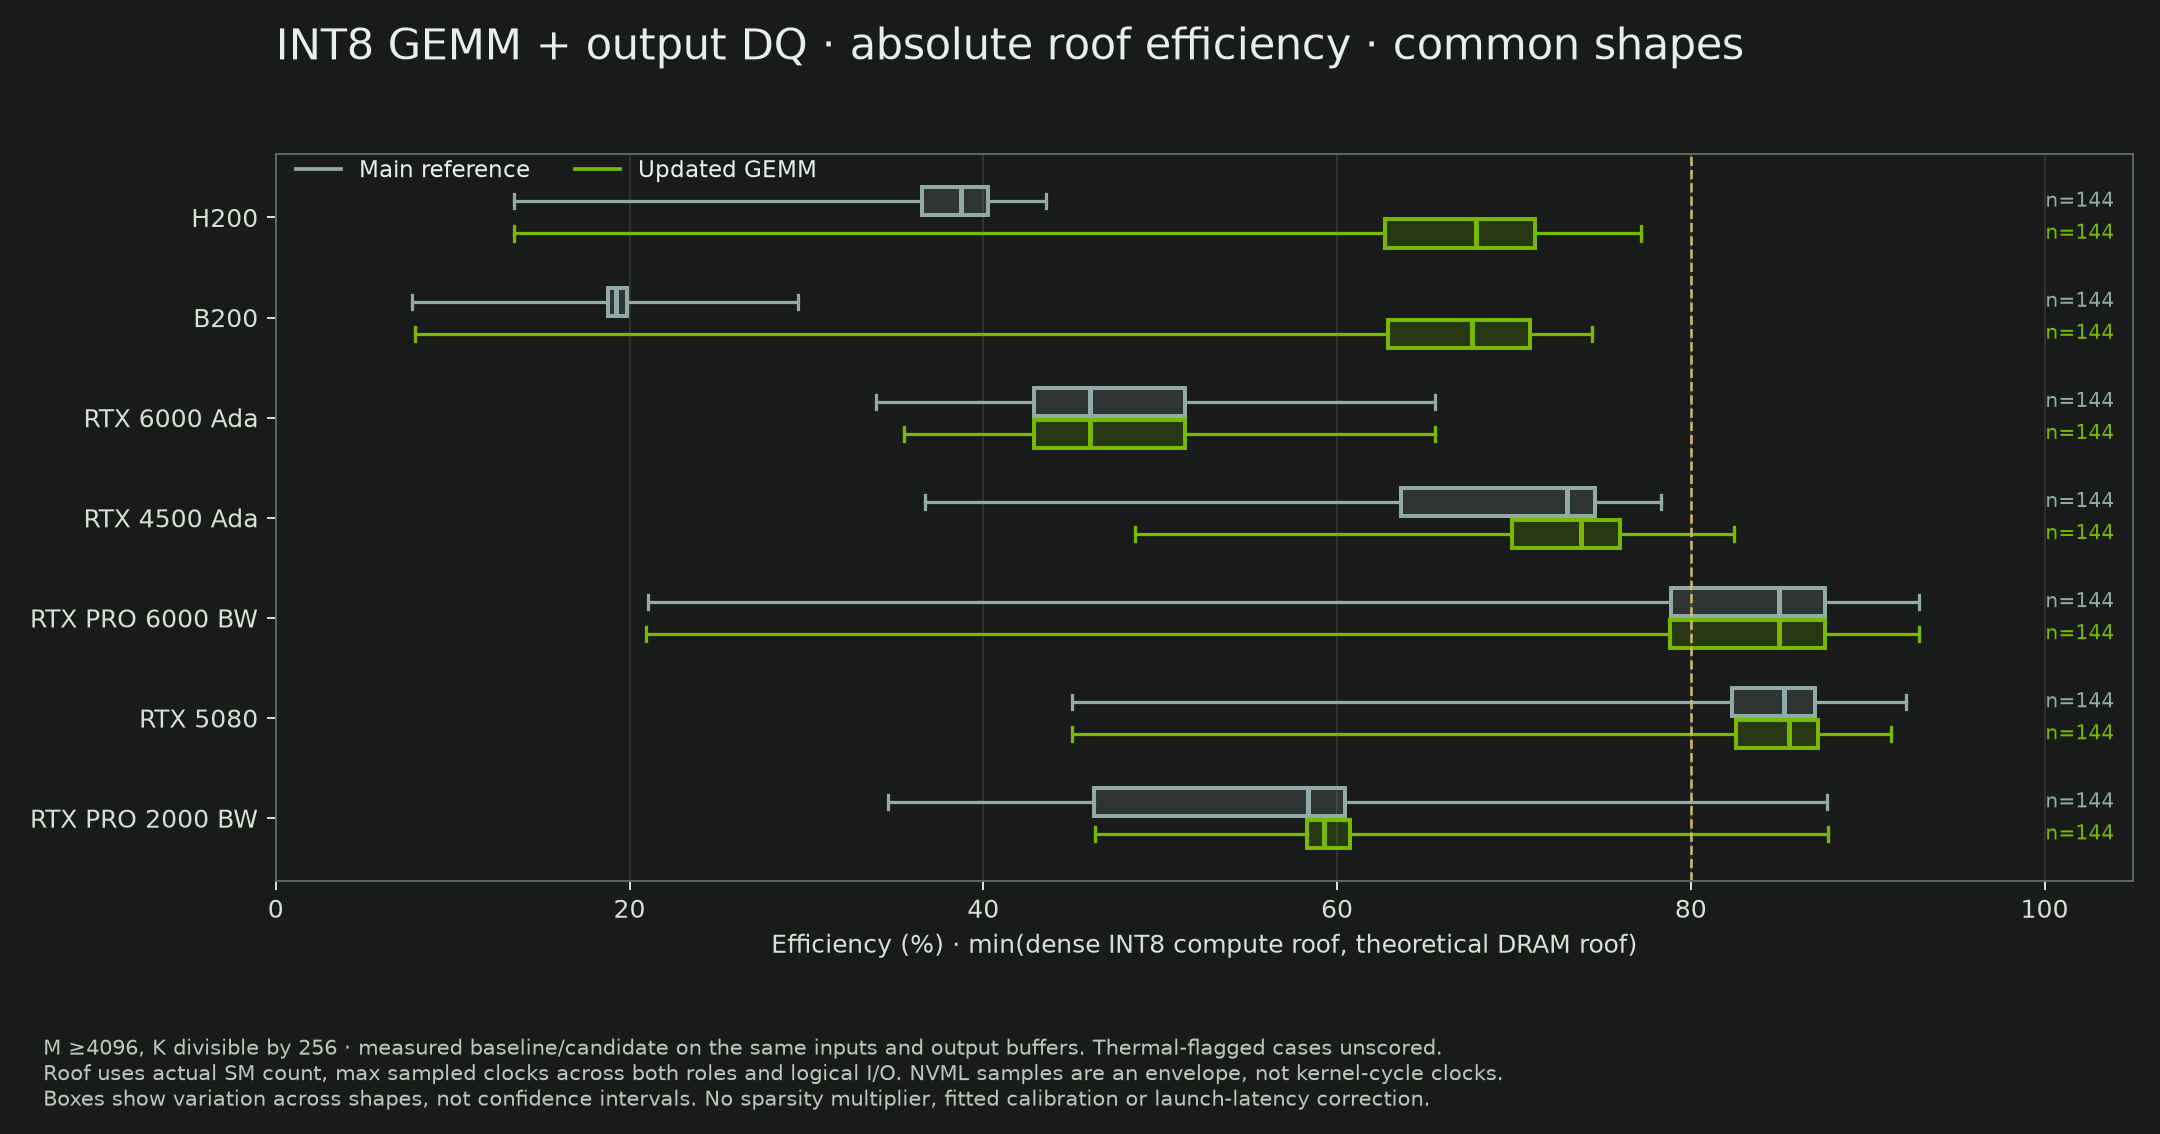 INT8 GEMM + output DQ · absolute roof efficiency · common shapes
Main reference
Updated GEMM
H200
n=144
n=144
B200
n=144
n=144
RTX 6000 Ada
n=144
n=144
RTX 4500 Ada
n=144
n=144
RTX PRO 6000 BW
n=144
n=144
RTX 5080
n=144
n=144
RTX PRO 2000 BW
n=144
n=144
0 20 40 60 80 100
Efficiency (%) · min(dense INT8 compute roof, theoretical DRAM roof)
M ≥4096, K divisible by 256 · measured baseline/candidate on the same inputs and output buffers. Thermal-flagged cases unscored.
Roof uses actual SM count, max sampled clocks across both roles and logical I/O. NVML samples are an envelope, not kernel-cycle clocks.
Boxes show variation across shapes, not confidence intervals. No sparsity multiplier, fitted calibration or launch-latency correction.